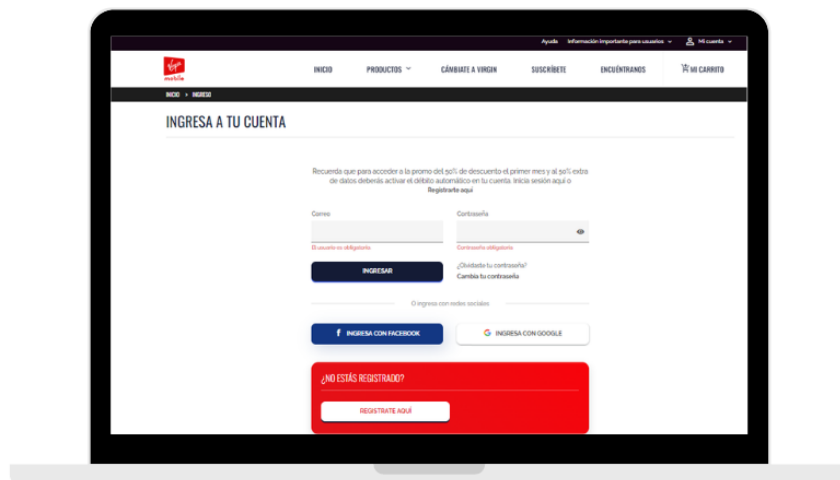 Ayuda Información importante para usuarios Mi cuenta
Virgin
mobile
INICIO PRODUCTOS CÁMBIATE A VIRGIN SUSCRÍBETE ENCUÉNTRANOS MI CARRITO
INICIO > INGRESO
INGRESA A TU CUENTA
Recuerda que para acceder a la promo del 50% de descuento el primer mes y al 50% extra
de datos deberás activar el débito automático en tu cuenta. Inicia sesión aquí o
Registrarte aquí
Correo Contraseña
El usuario es obligatorio Contraseña obligatoria
INGRESAR
¿Olvidaste tu contraseña?
Cambia tu contraseña
O ingresa con redes sociales
f INGRESA CON FACEBOOK G INGRESA CON GOOGLE
¿NO ESTÁS REGISTRADO?
REGISTRATE AQUÍ